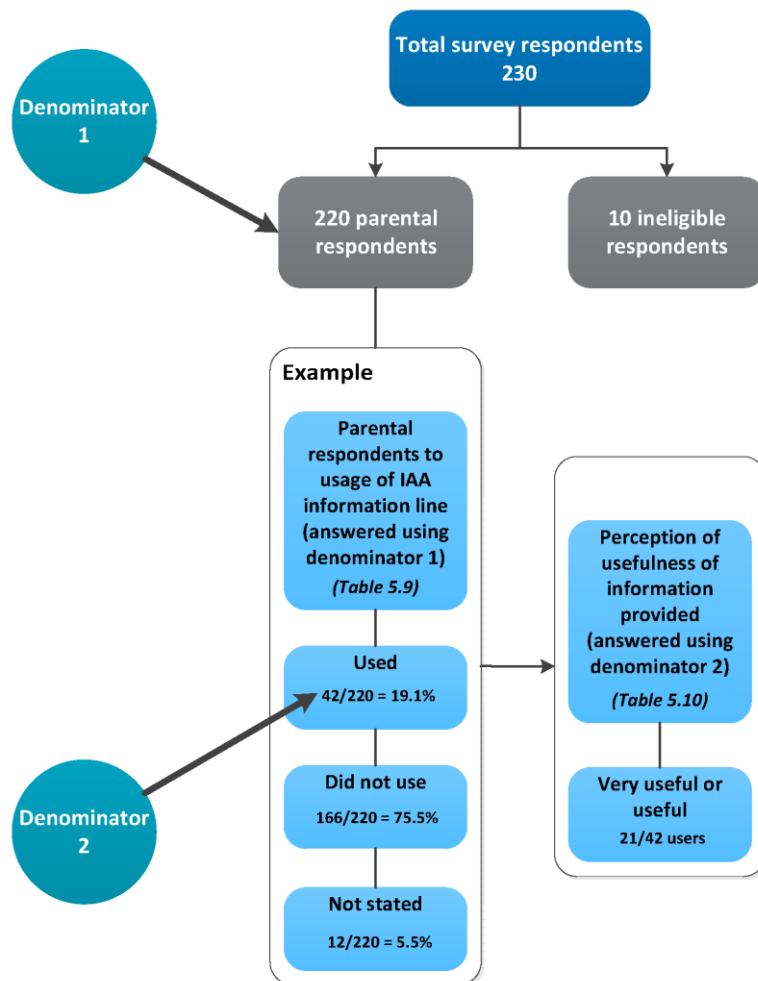 Total survey respondents
230
Denominator
1
220 parental
respondents
10 ineligible
respondents
Example
Parental
respondents to
usage of IAA
information line
(answered using
denominator 1)
(Table 5.9)
Used
42/220 = 19.1%
Did not use
166/220 = 75.5%
Not stated
12/220 = 5.5%
Perception of
usefulness of
information
provided
(answered using
denominator 2)
(Table 5.10)
Very useful or
useful
21/42 users
Denominator
2